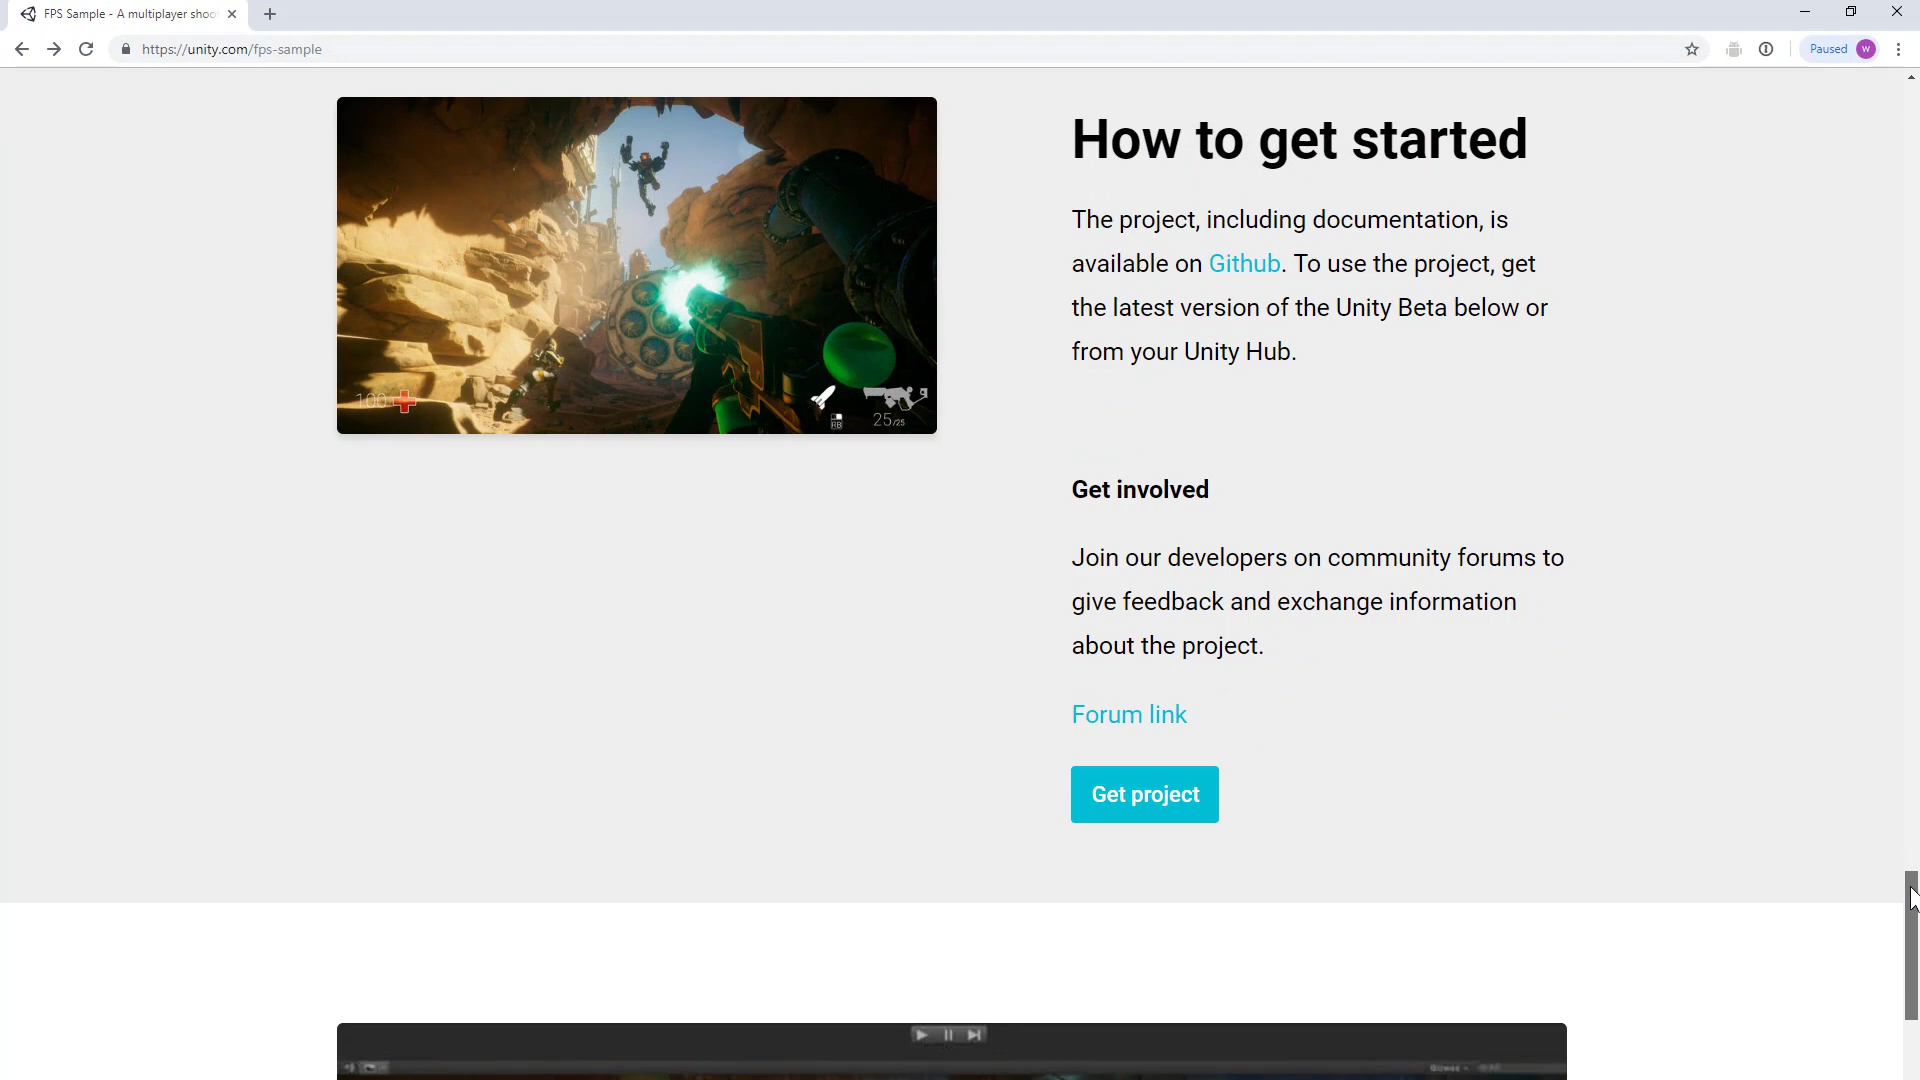 FPS Sample - A multiplayer shoo
https://unity.com/fps-sample
Paused
W
How to get started
The project, including documentation, is
available on Github. To use the project, get
the latest version of the Unity Beta below or
from your Unity Hub.
100
RB
25/25
Get involved
Join our developers on community forums to
give feedback and exchange information
about the project.
Forum link
Get project
Gizmos